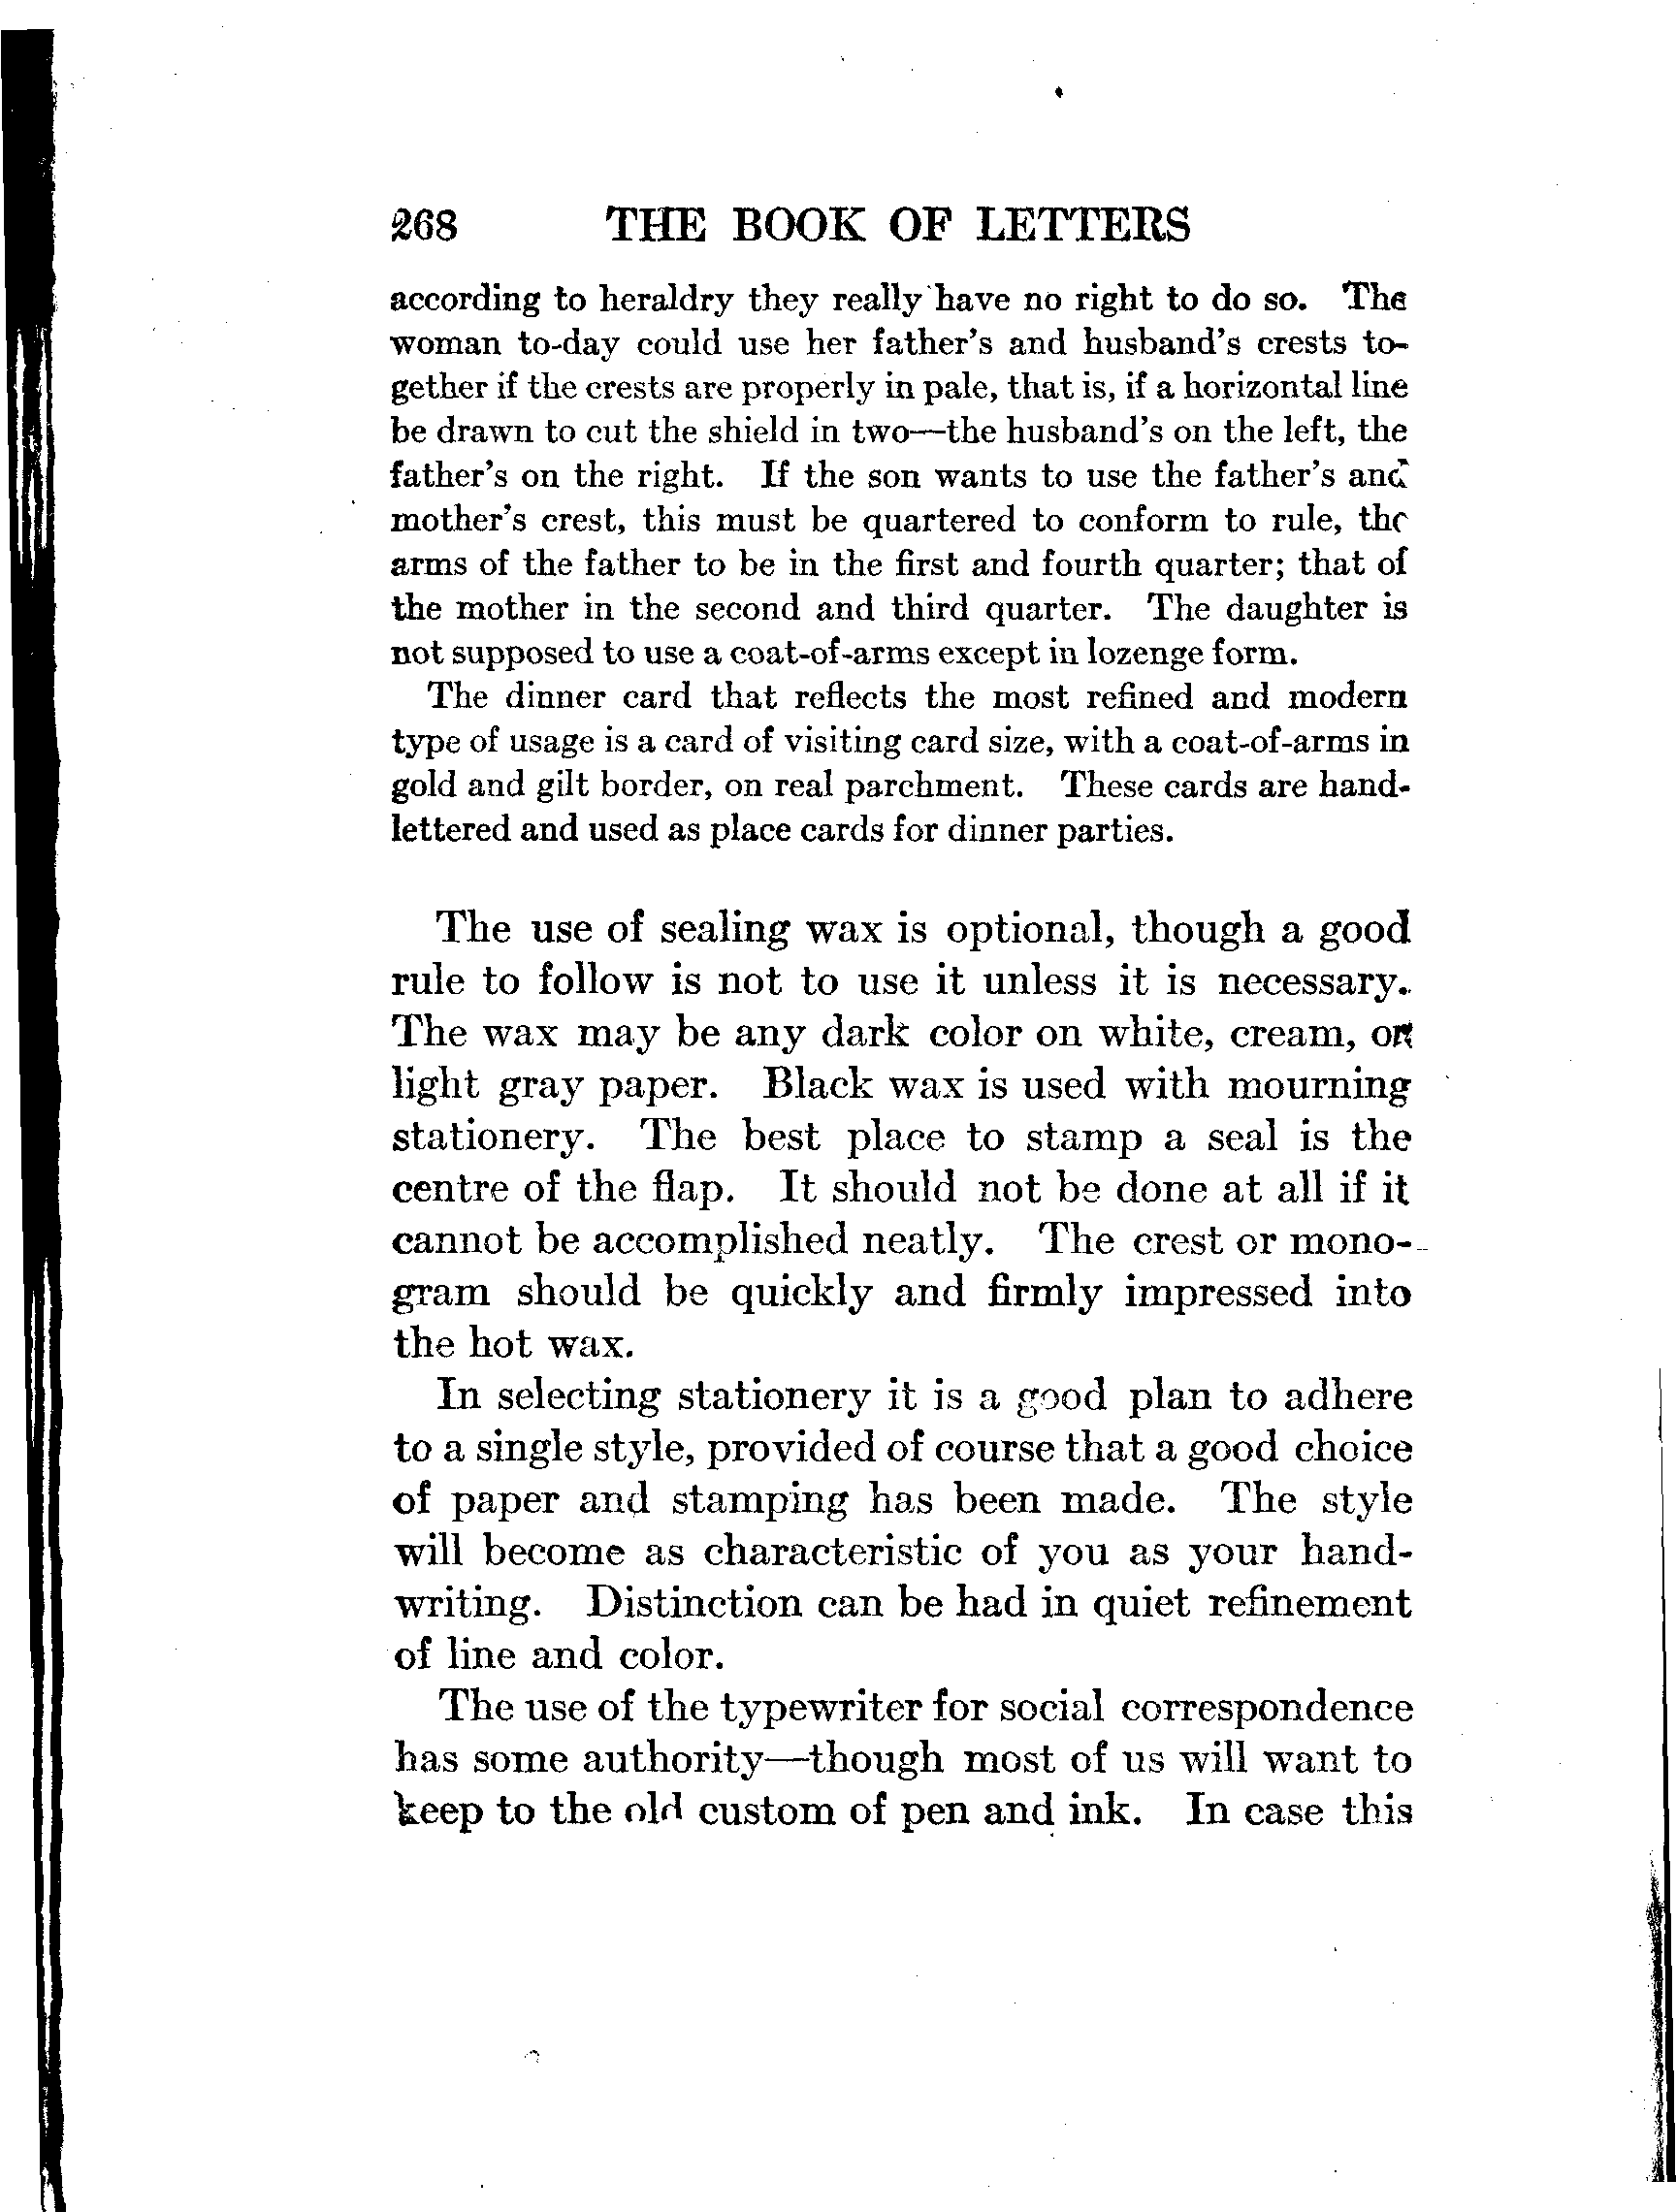 268 THE BOOK OF LETTERS
according to heraldry they really have no right to do so. The
woman to-day could use her father's and husband's crests to-
gether if the crests are properly in pale, that is, if a horizontal line
be drawn to cut the shield in two—the husband's on the left, the
father's on the right. If the son wants to use the father's and
mother's crest, this must be quartered to conform to rule, the
arms of the father to be in the first and fourth quarter; that of
the mother in the second and third quarter. The daughter is
not supposed to use a coat-of-arms except in lozenge form.
The dinner card that reflects the most refined and modern
type of usage is a card of visiting card size, with a coat-of-arms in
gold and gilt border, on real parchment. These cards are hand-
lettered and used as place cards for dinner parties.
The use of sealing wax is optional, though a good
rule to follow is not to use it unless it is necessary.
The wax may be any dark color on white, cream, or
light gray paper. Black wax is used with mourning
stationery. The best place to stamp a seal is the
centre of the flap. It should not be done at all if it
cannot be accomplished neatly. The crest or mono-
gram should be quickly and firmly impressed into
the hot wax.
In selecting stationery it is a good plan to adhere
to a single style, provided of course that a good choice
of paper and stamping has been made. The style
will become as characteristic of you as your hand-
writing. Distinction can be had in quiet refinement
of line and color.
The use of the typewriter for social correspondence
has some authority—though most of us will want to
keep to the old custom of pen and ink. In case this